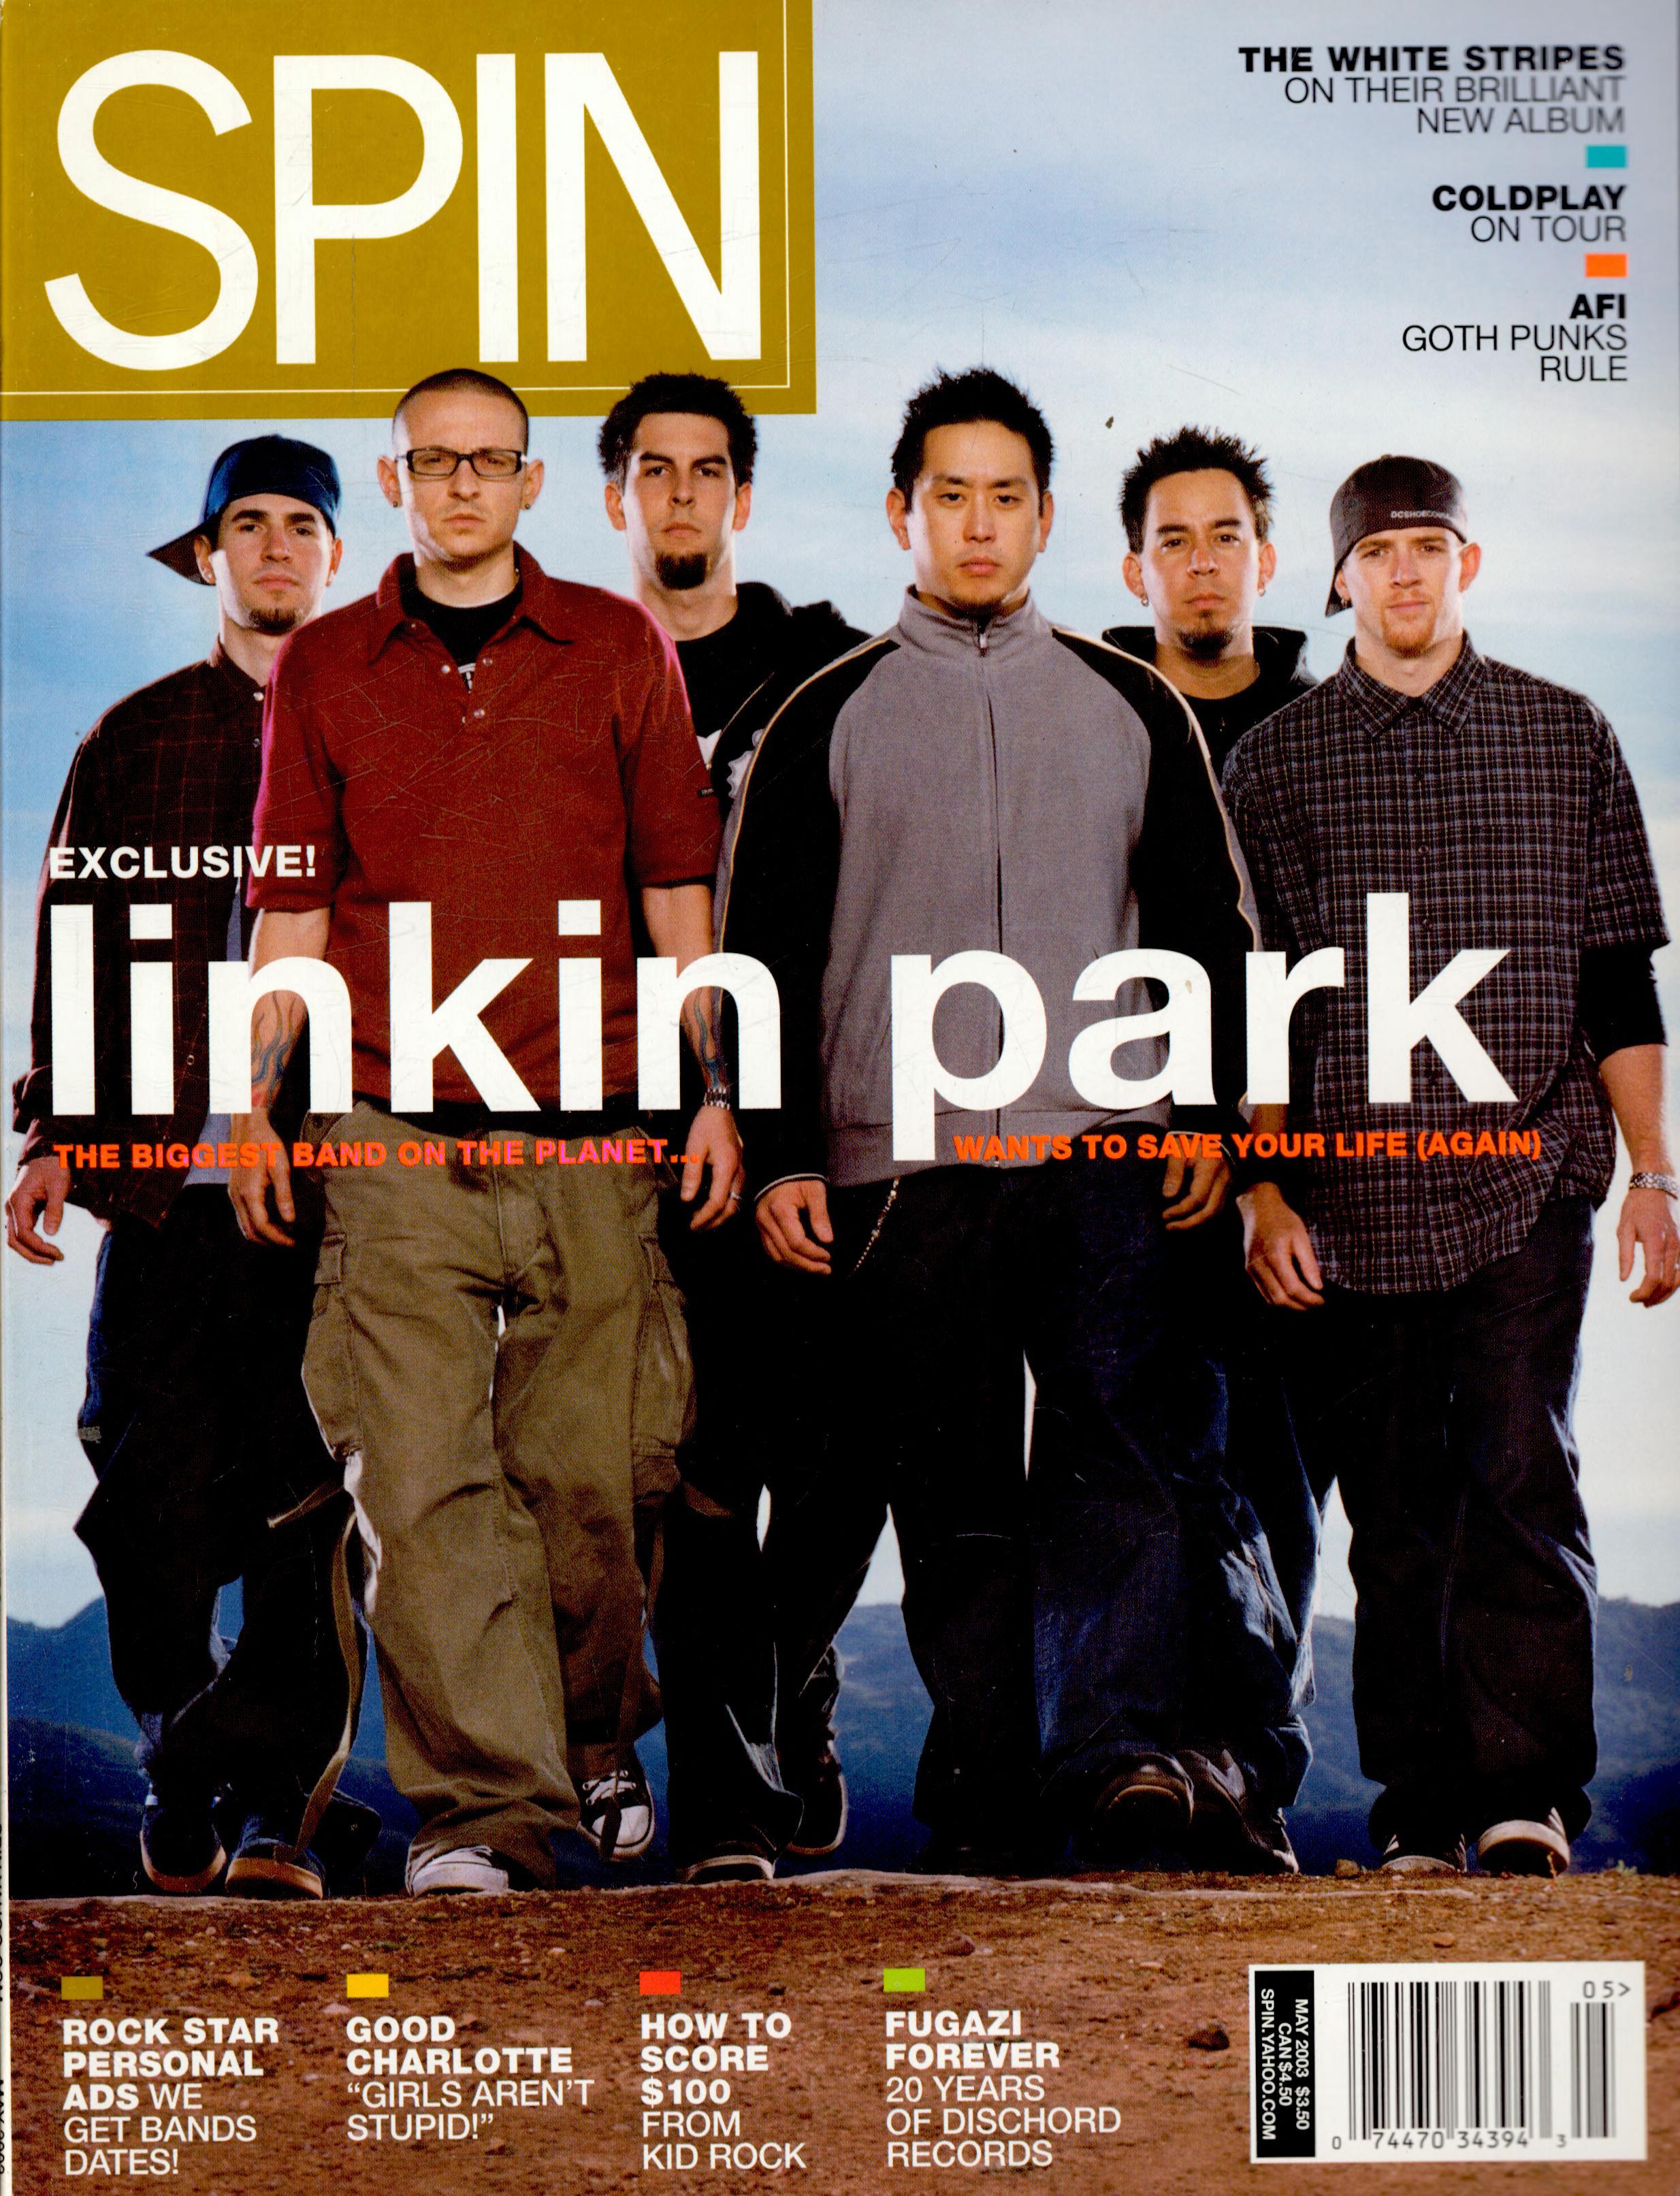 SPIN
THE WHITE STRIPES
ON THEIR BRILLIANT
NEW ALBUM
COLDPLAY
ON TOUR
AFI
GOTH PUNKS
RULE
EXCLUSIVE!
linkin park
THE BIGGEST BAND ON THE PLANET... WANTS TO SAVE YOUR LIFE (AGAIN)
ROCK STAR
PERSONAL
ADS WE
GET BANDS
DATES!
GOOD
CHARLOTTE
“GIRLS AREN’T
STUPID!”
HOW TO
SCORE
$100
FROM
KID ROCK
FUGAZI
FOREVER
20 YEARS
OF DISCHORD
RECORDS
MAY 2003 $3.50
CAN $4.50
SPIN.YAHOO.COM
05>
0 74470 34394 3